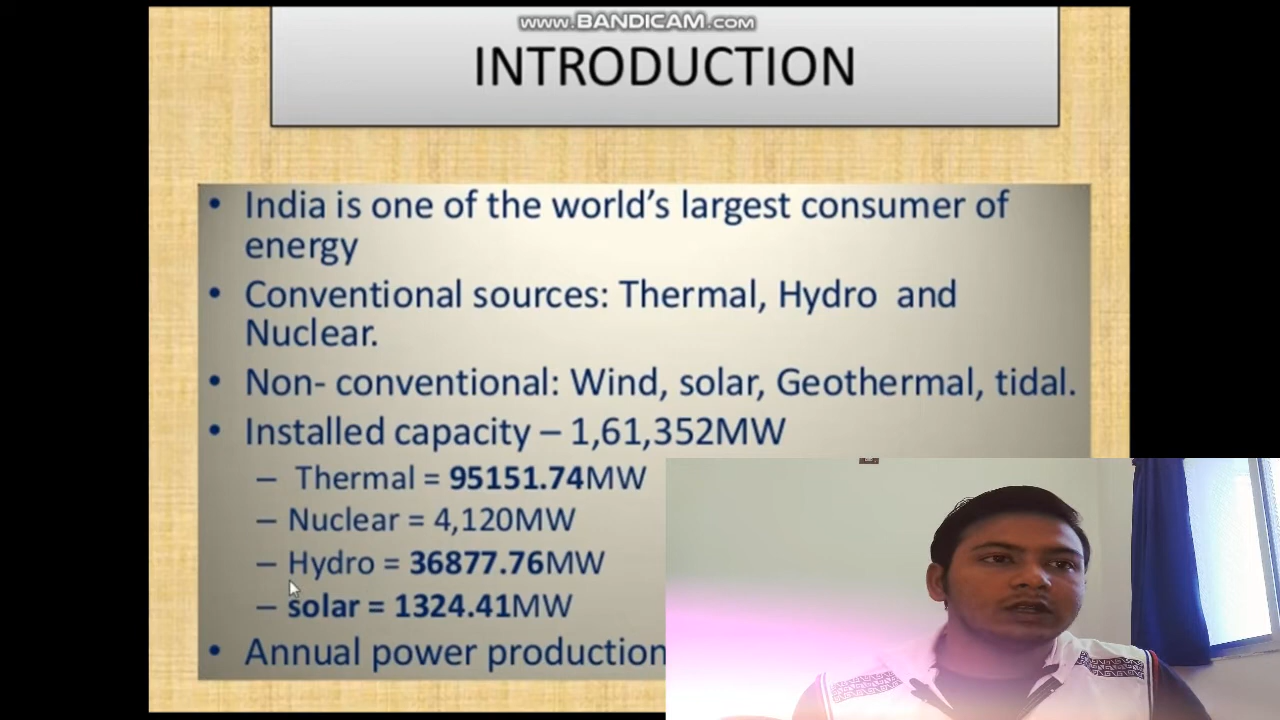 www.BANDICAM.com
INTRODUCTION
• India is one of the world's largest consumer of
energy
• Conventional sources: Thermal, Hydro and
Nuclear.
• Non- conventional: Wind, solar, Geothermal, tidal.
• Installed capacity – 1,61,352MW
– Thermal = 95151.74MW
– Nuclear = 4,120MW
– Hydro = 36877.76MW
– solar = 1324.41MW
• Annual power production